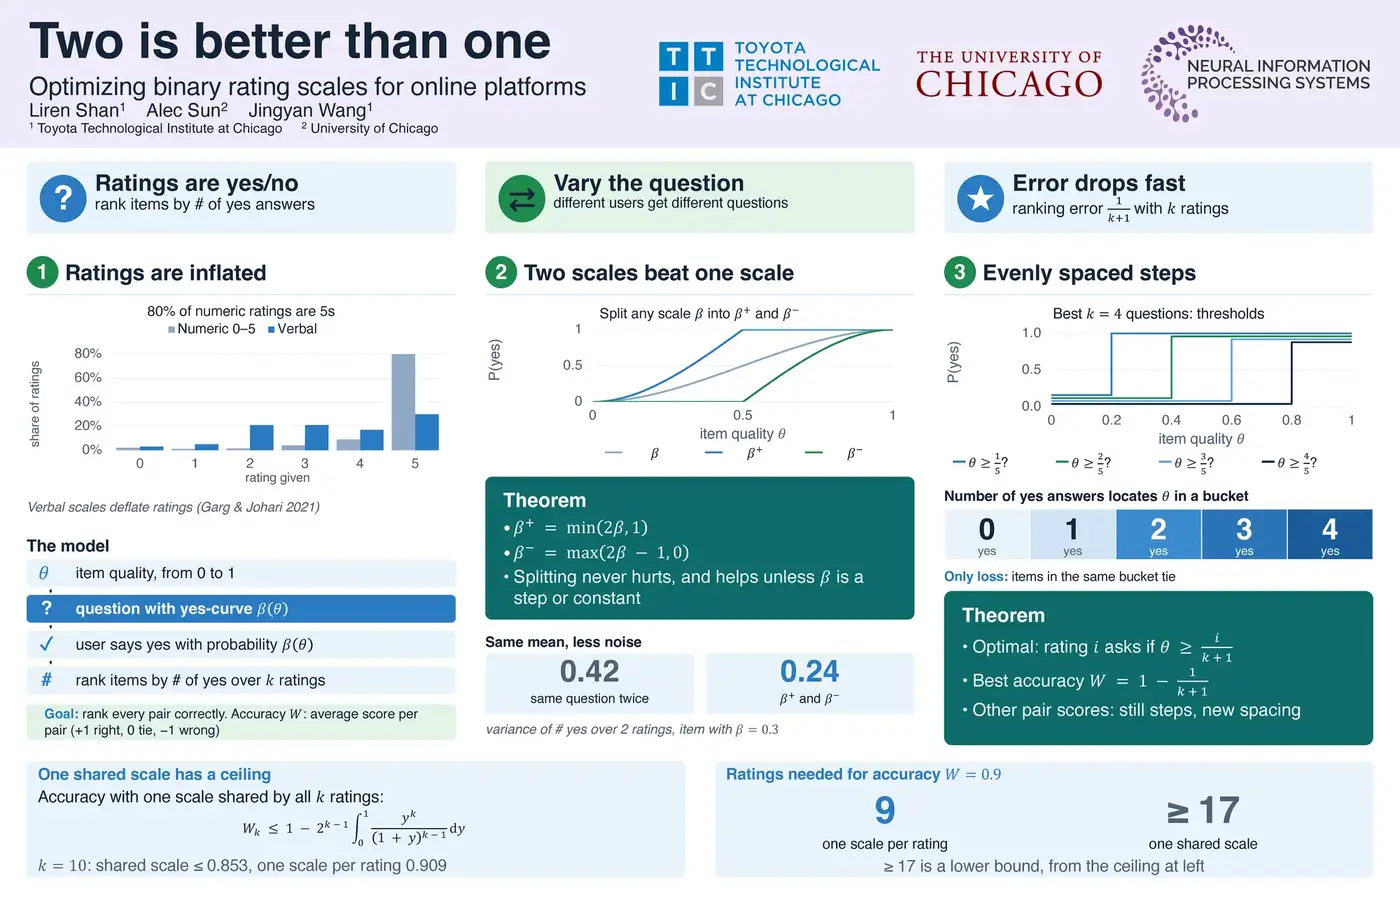 Two is better than one
Optimizing binary rating scales for online platforms
Liren Shan¹ Alec Sun² Jingyan Wang¹
¹ Toyota Technological Institute at Chicago ² University of Chicago
T T I C
TOYOTA
TECHNOLOGICAL
INSTITUTE
AT CHICAGO
THE UNIVERSITY OF
CHICAGO
NEURAL INFORMATION
PROCESSING SYSTEMS
?
Ratings are yes/no
rank items by # of yes answers
Vary the question
different users get different questions
Error drops fast
ranking error 1/(k+1) with k ratings
1 Ratings are inflated
80% of numeric ratings are 5s
Numeric 0–5 Verbal
share of ratings
80%
60%
40%
20%
0%
0 1 2 3 4 5
rating given
Verbal scales deflate ratings (Garg & Johari 2021)
The model
θ item quality, from 0 to 1
? question with yes-curve β(θ)
✓ user says yes with probability β(θ)
# rank items by # of yes over k ratings
Goal: rank every pair correctly. Accuracy W: average score per
pair (+1 right, 0 tie, −1 wrong)
2 Two scales beat one scale
Split any scale β into β⁺ and β⁻
P(yes)
1
0.5
0
0 0.5 1
item quality θ
β β⁺ β⁻
Theorem
• β⁺ = min(2β, 1)
• β⁻ = max(2β − 1, 0)
• Splitting never hurts, and helps unless β is a
step or constant
Same mean, less noise
0.42
same question twice
0.24
β⁺ and β⁻
variance of # yes over 2 ratings, item with β = 0.3
3 Evenly spaced steps
Best k = 4 questions: thresholds
P(yes)
1.0
0.5
0.0
0 0.2 0.4 0.6 0.8 1
item quality θ
θ ≥ 1/5? θ ≥ 2/5? θ ≥ 3/5? θ ≥ 4/5?
Number of yes answers locates θ in a bucket
0 1 2 3 4
yes yes yes yes yes
Only loss: items in the same bucket tie
Theorem
• Optimal: rating i asks if θ ≥ i/(k + 1)
• Best accuracy W = 1 − 1/(k + 1)
• Other pair scores: still steps, new spacing
One shared scale has a ceiling
Accuracy with one scale shared by all k ratings:
W_k ≤ 1 − 2^(k−1) ∫₀¹ y^k/(1 + y)^(k−1) dy
k = 10: shared scale ≤ 0.853, one scale per rating 0.909
Ratings needed for accuracy W = 0.9
9
one scale per rating
≥ 17
one shared scale
≥ 17 is a lower bound, from the ceiling at left